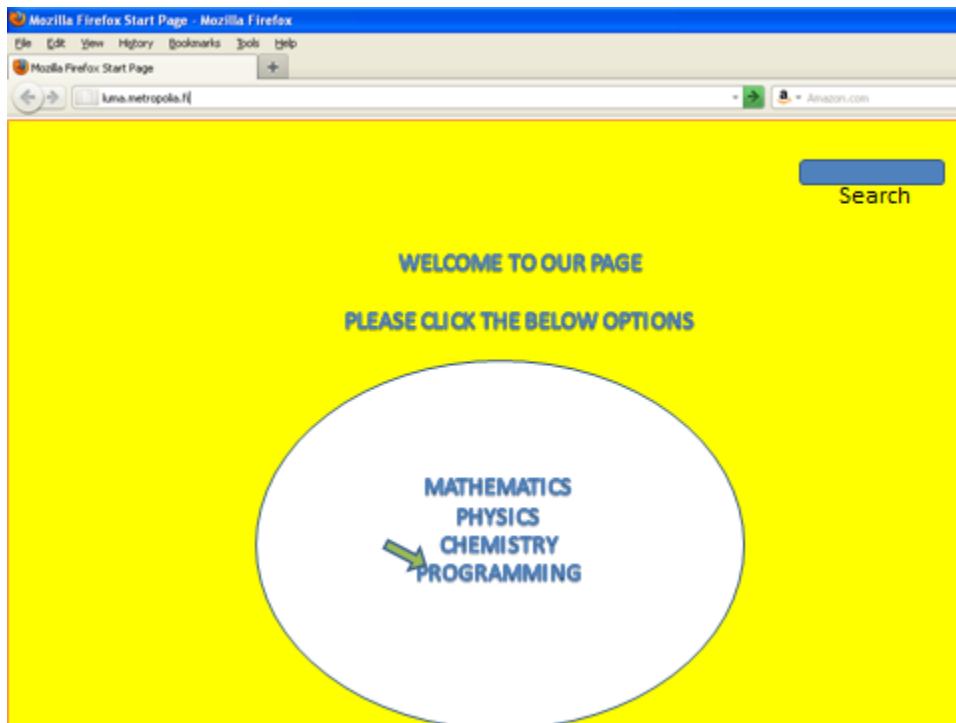 Mozilla Firefox Start Page - Mozilla Firefox
File Edit View History Bookmarks Tools Help
Mozilla Firefox Start Page +
luma.metropolia.fi
a Amazon.com
Search
WELCOME TO OUR PAGE
PLEASE CLICK THE BELOW OPTIONS
MATHEMATICS
PHYSICS
CHEMISTRY
PROGRAMMING